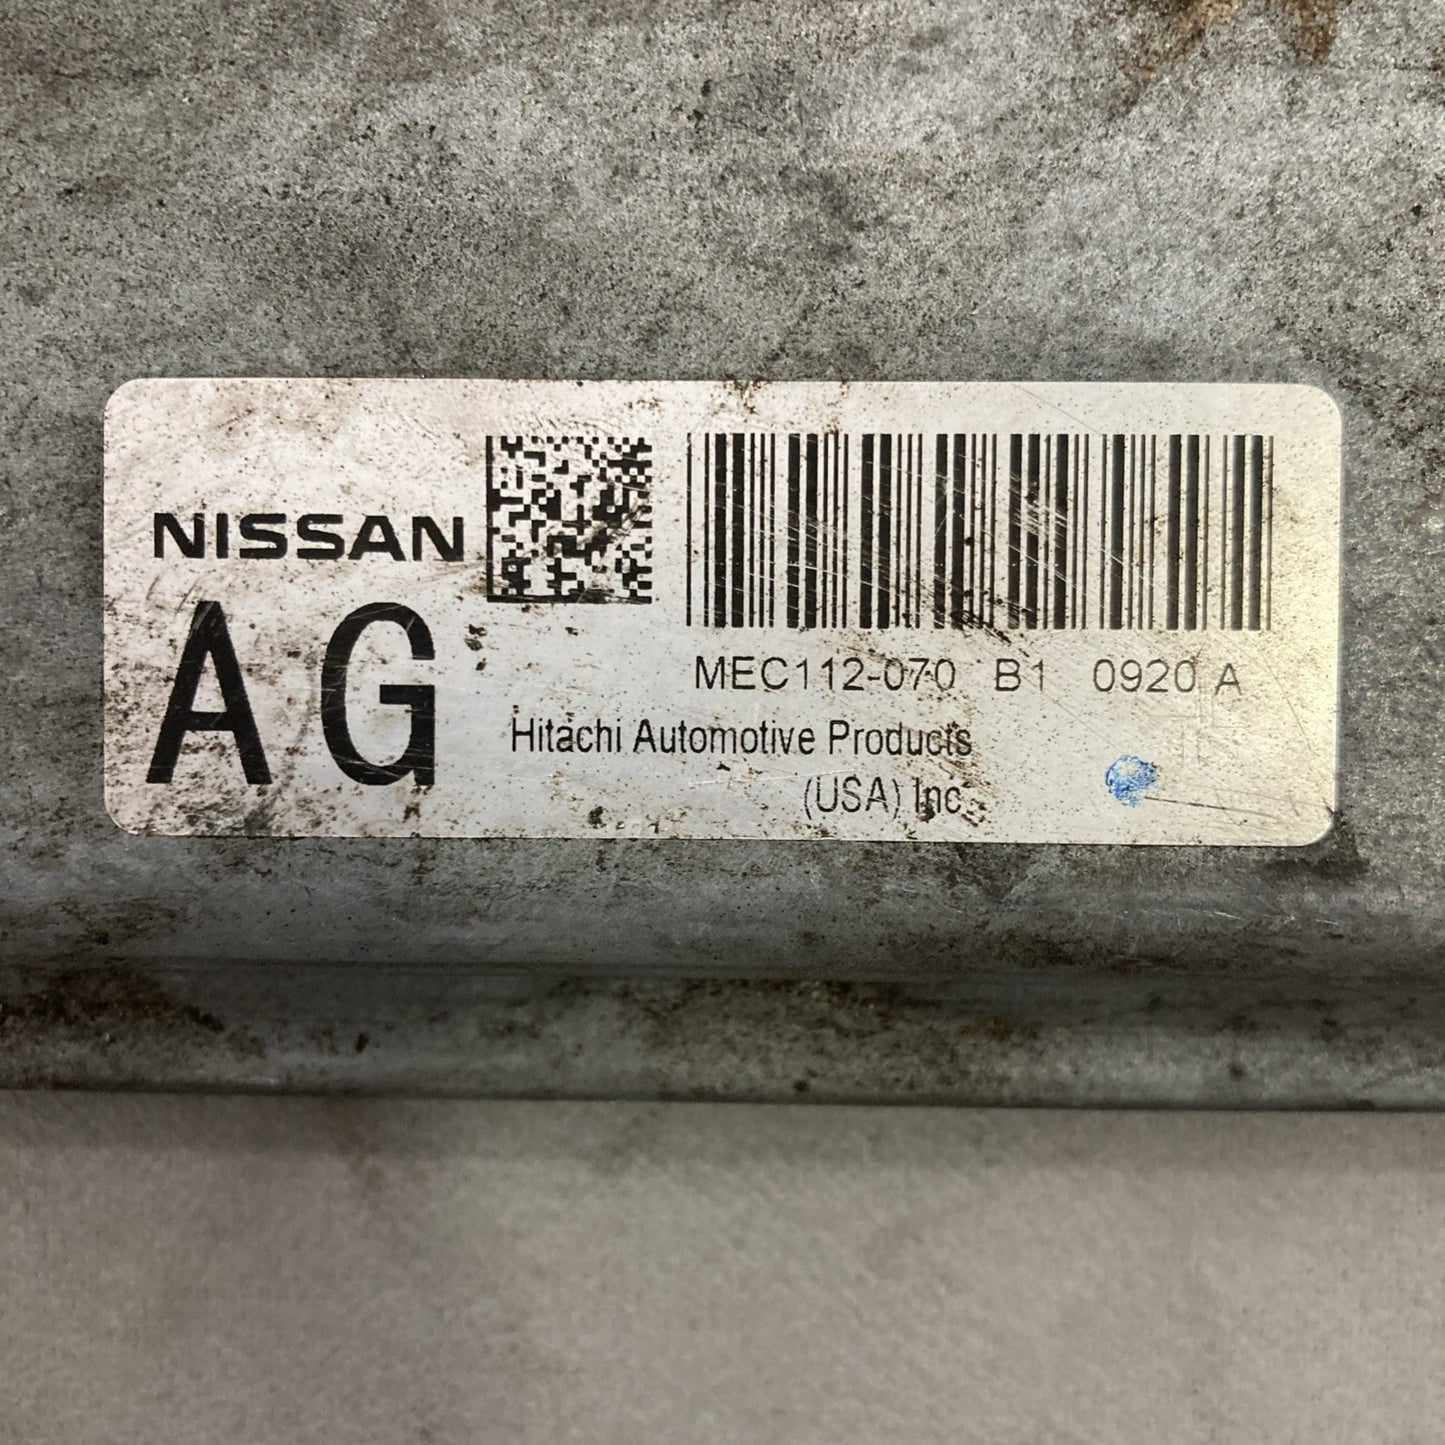 NISSAN
AG
MEC112-070 B1 0920 A
Hitachi Automotive Products
(USA) Inc.